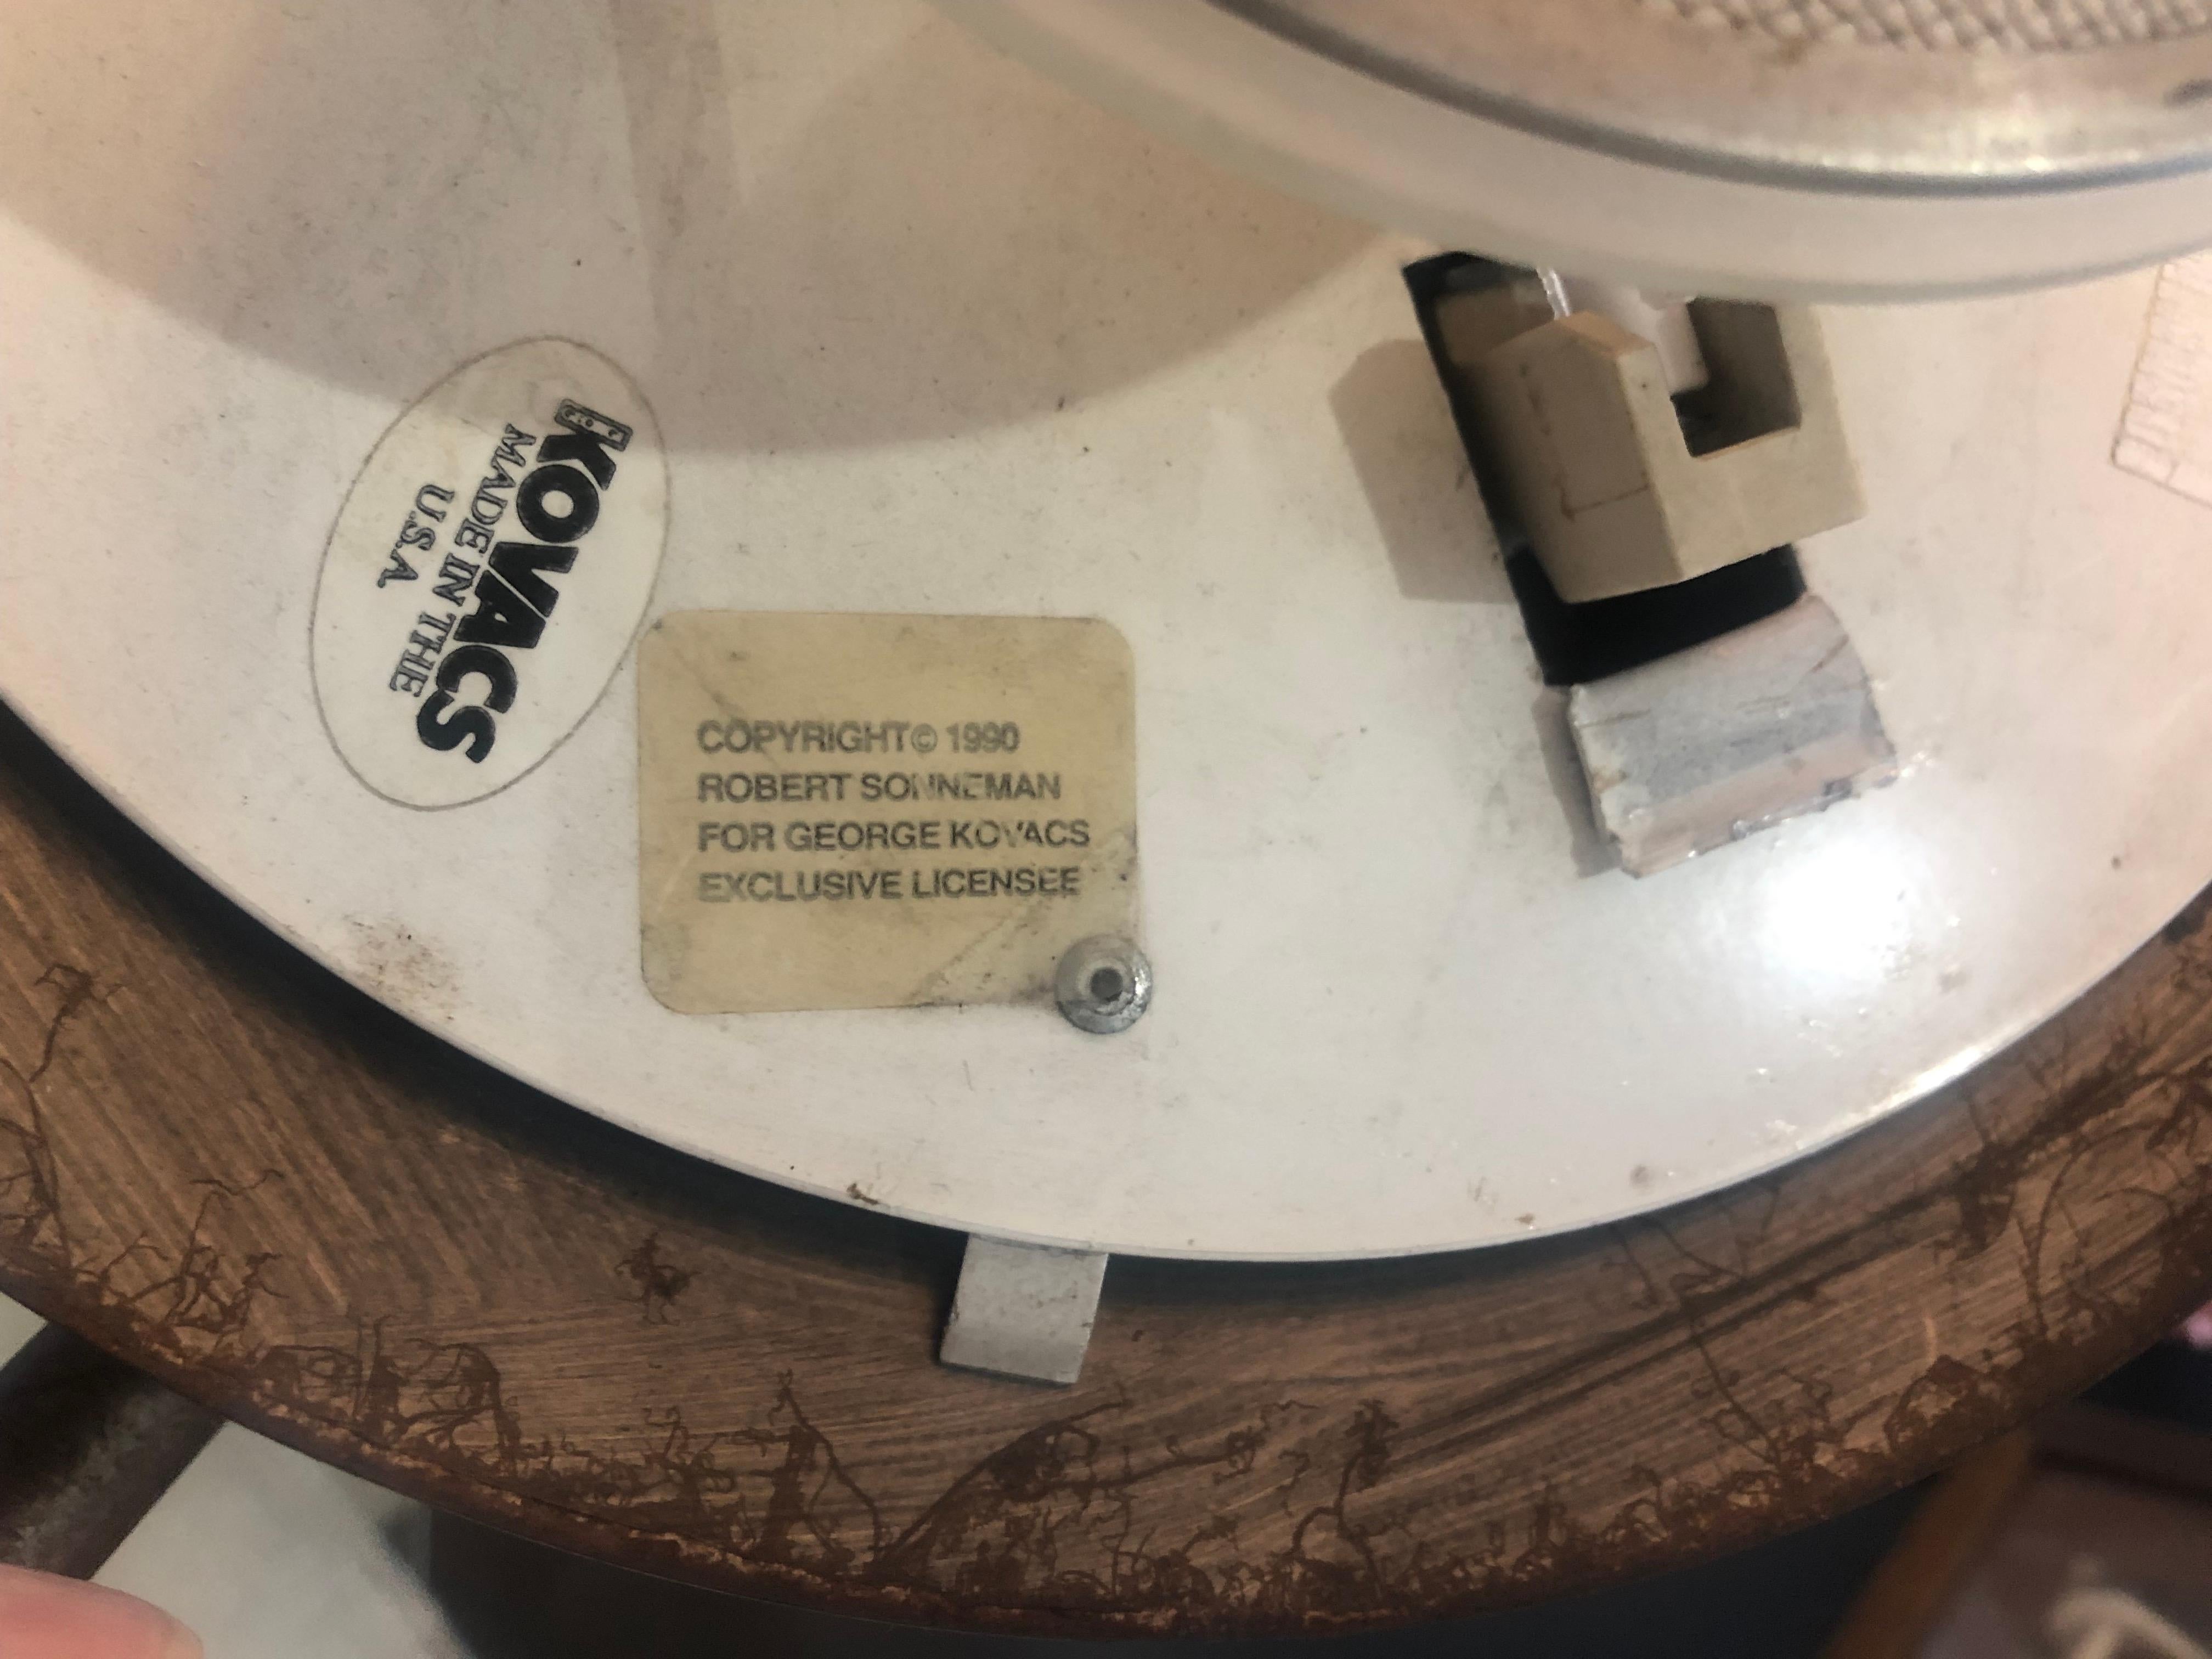 KOVACS
MADE IN THE
U.S.A.
COPYRIGHT© 1990
ROBERT SONNEMAN
FOR GEORGE KOVACS
EXCLUSIVE LICENSEE